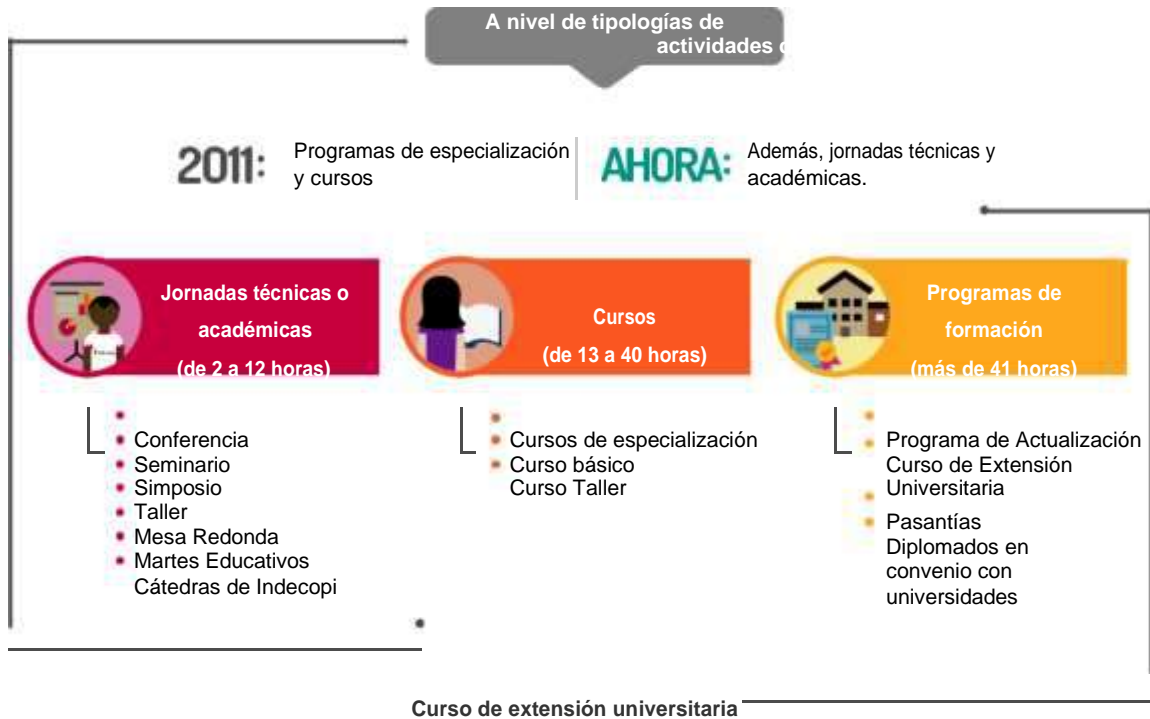 A nivel de tipologías de
actividades
2011:
Programas de especialización
y cursos
AHORA:
Además, jornadas técnicas y
académicas.
Jornadas técnicas o
académicas
(de 2 a 12 horas)
Conferencia
Seminario
Simposio
Taller
Mesa Redonda
Martes Educativos
Cátedras de Indecopi
Cursos
(de 13 a 40 horas)
Cursos de especialización
Curso básico
Curso Taller
Programas de
formación
(más de 41 horas)
Programa de Actualización
Curso de Extensión
Universitaria
Pasantías
Diplomados en
convenio con
universidades
Curso de extensión universitaria